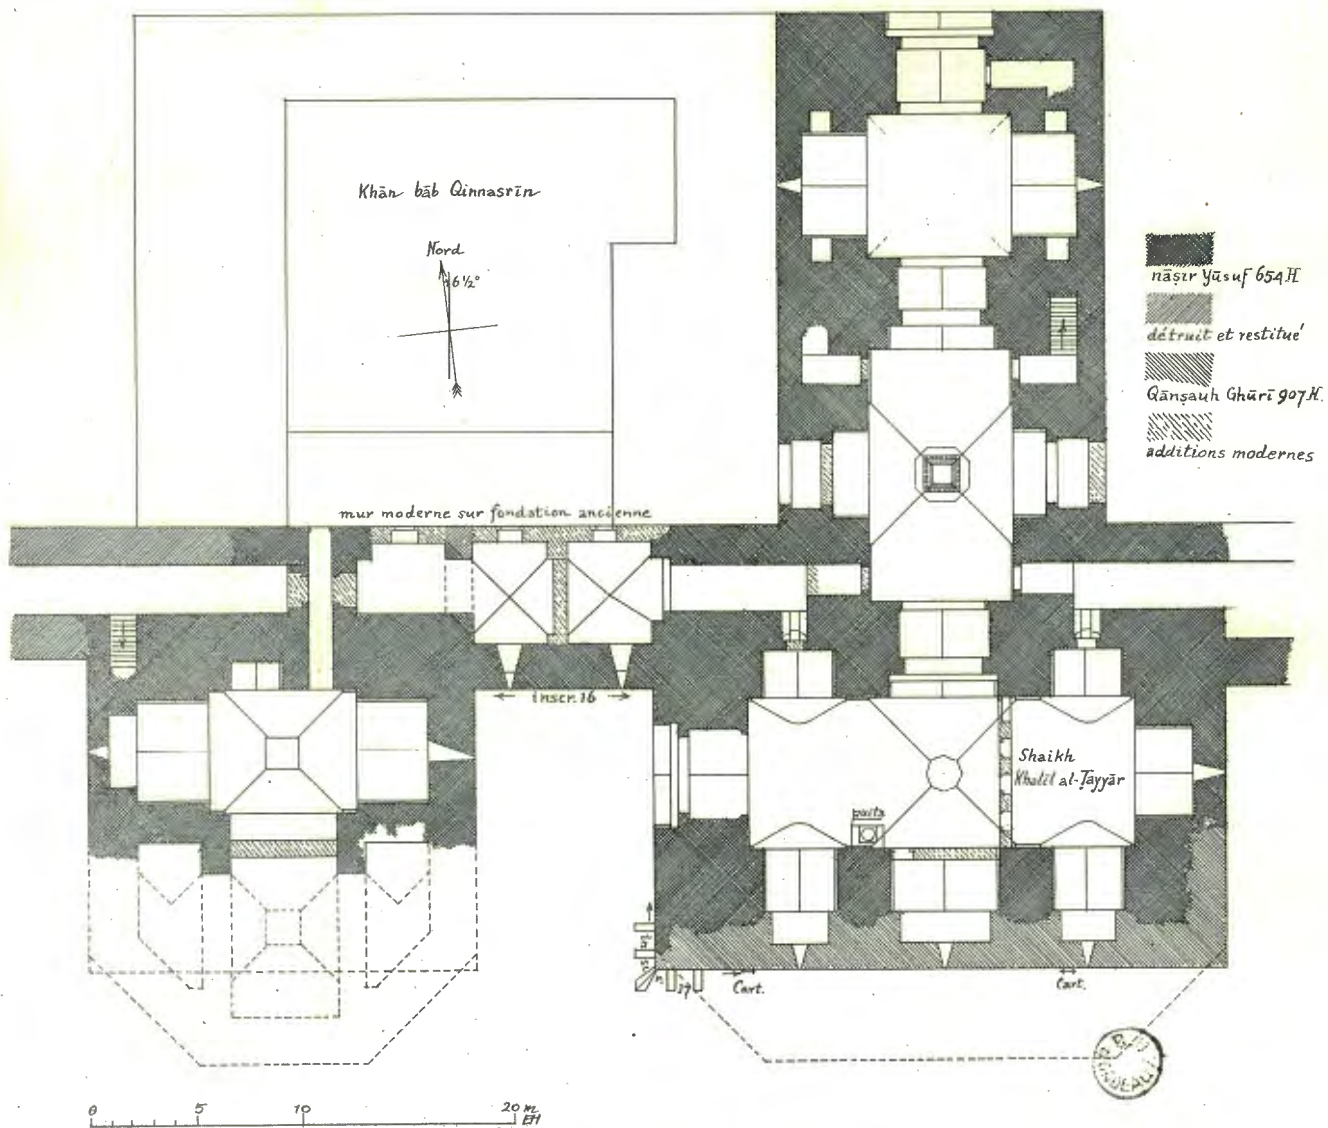 Khān bāb Qinnasrīn
Nord
6½°
nāṣir Yūsuf 654 H
détruit et restitué
Qānṣauh Ghūrī 907 H.
additions modernes
mur moderne sur fondation ancienne
inscr. 16
Shaikh
Khalīl al-Ṭayyār
puits
Cart.
Cart.
0 5 10 20 m
EH